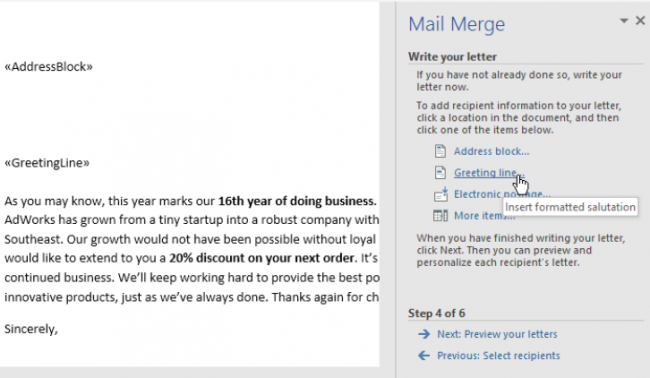 «AddressBlock»
«GreetingLine»
As you may know, this year marks our 16th year of doing business.
AdWorks has grown from a tiny startup into a robust company with
Southeast. Our growth would not have been possible without loyal
would like to extend to you a 20% discount on your next order. It's
continued business. We'll keep working hard to provide the best po
innovative products, just as we've always done. Thanks again for ch
Sincerely,
Mail Merge
Write your letter
If you have not already done so, write your
letter now.
To add recipient information to your letter,
click a location in the document, and then
click one of the items below.
Address block...
Greeting line...
Electronic postage...
Insert formatted salutation
More items...
When you have finished writing your letter,
click Next. Then you can preview and
personalize each recipient's letter.
Step 4 of 6
Next: Preview your letters
Previous: Select recipients